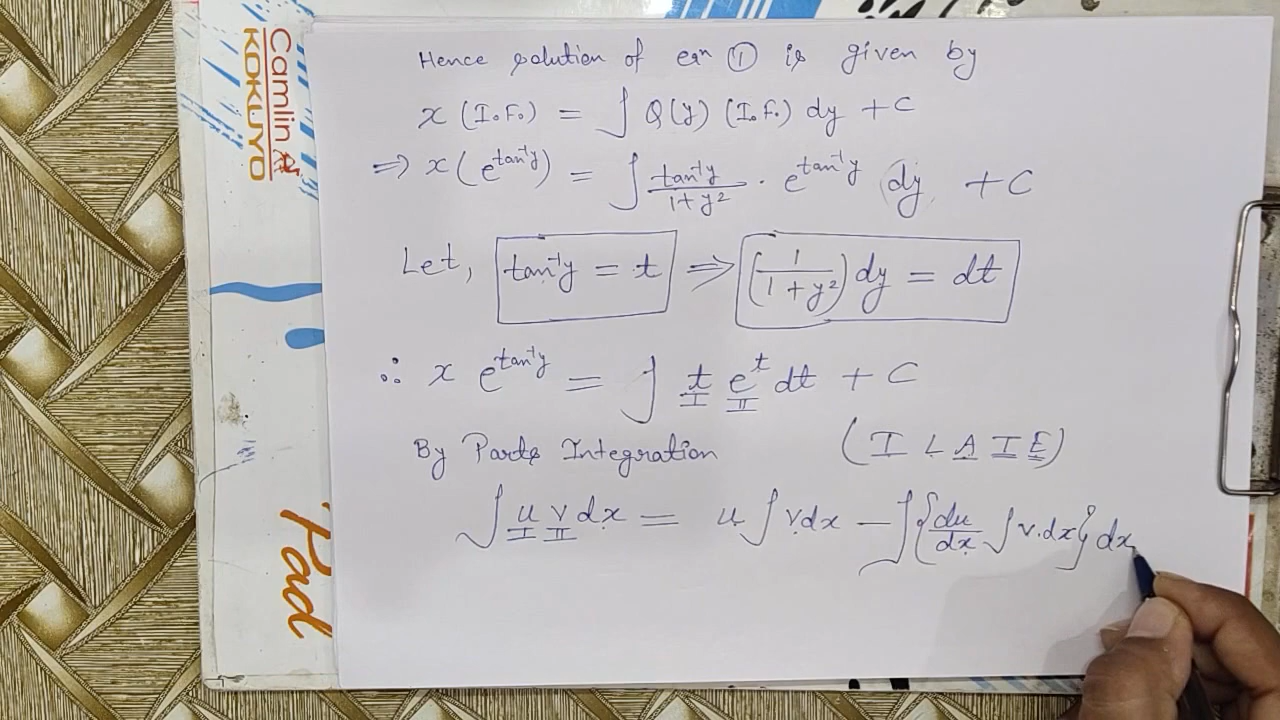 Camlin
KOKUYO
Pad
Hence solution of eqn ① is given by
x (I.F.) = ∫ Q(y) (I.F.) dy + C
⇒ x(e^{tan⁻¹y}) = ∫ tan⁻¹y/(1+y²) · e^{tan⁻¹y} dy + C
Let, tan⁻¹y = t ⇒ (1/(1+y²)) dy = dt
∴ x e^{tan⁻¹y} = ∫ t e^t dt + C
I II
By Parts Integration (I L A I E)
∫ u v dx = u ∫ v dx − ∫ {du/dx ∫ v.dx} dx
I II